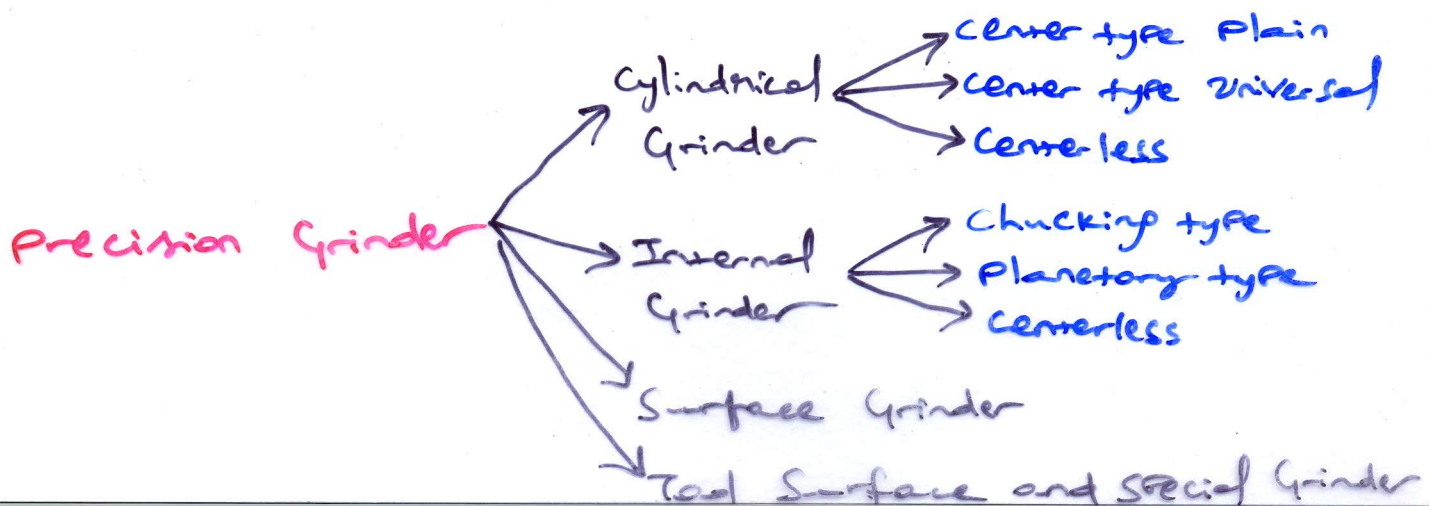 Precision Grinder
Cylindrical
Grinder
Center type Plain
Center type Universal
Centerless
Internal
Grinder
Chucking type
Planetory type
Centerless
Surface Grinder
Tool Surface and Special Grinder